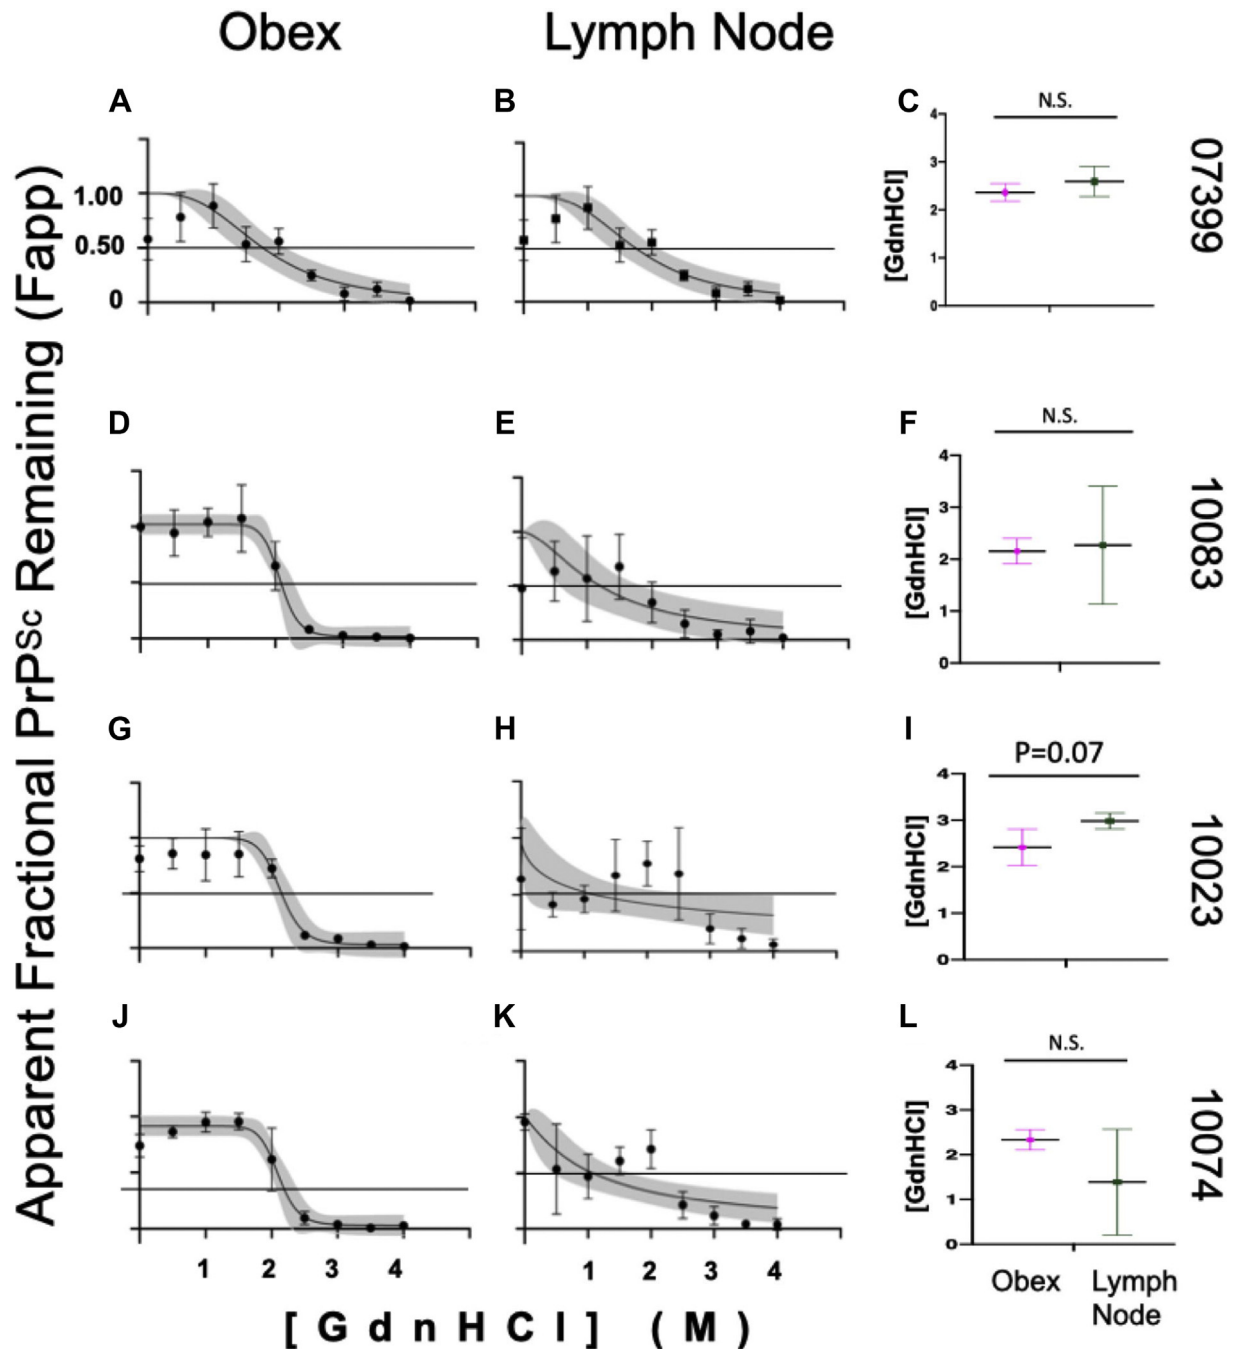 Obex
Lymph Node
Apparent Fractional PrPSc Remaining (Fapp)
A
1.00
0.50
0
B
C
N.S.
[GdnHCl]
4
3
2
1
0
07399
D
E
F
N.S.
[GdnHCl]
4
3
2
1
0
10083
G
H
I
P=0.07
[GdnHCl]
4
3
2
1
0
10023
J
1
2
3
4
K
1
2
3
4
L
N.S.
[GdnHCl]
4
3
2
1
0
Obex
Lymph
Node
10074
[GdnHCl] (M)